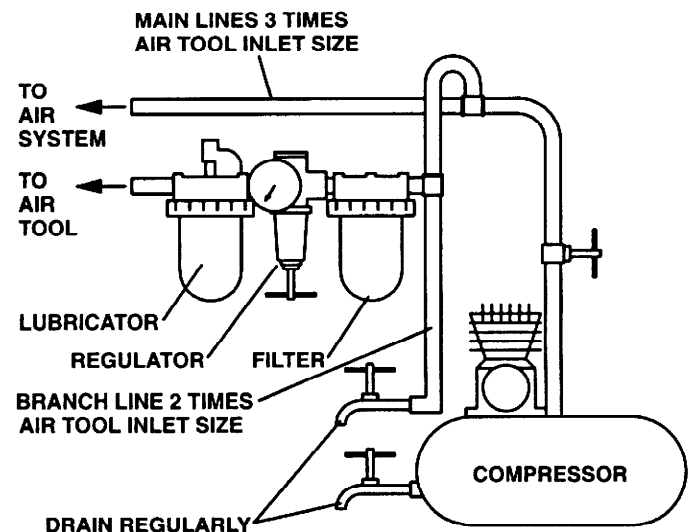 MAIN LINES 3 TIMES
AIR TOOL INLET SIZE
TO
AIR
SYSTEM
TO
AIR
TOOL
LUBRICATOR
REGULATOR
FILTER
BRANCH LINE 2 TIMES
AIR TOOL INLET SIZE
COMPRESSOR
DRAIN REGULARLY